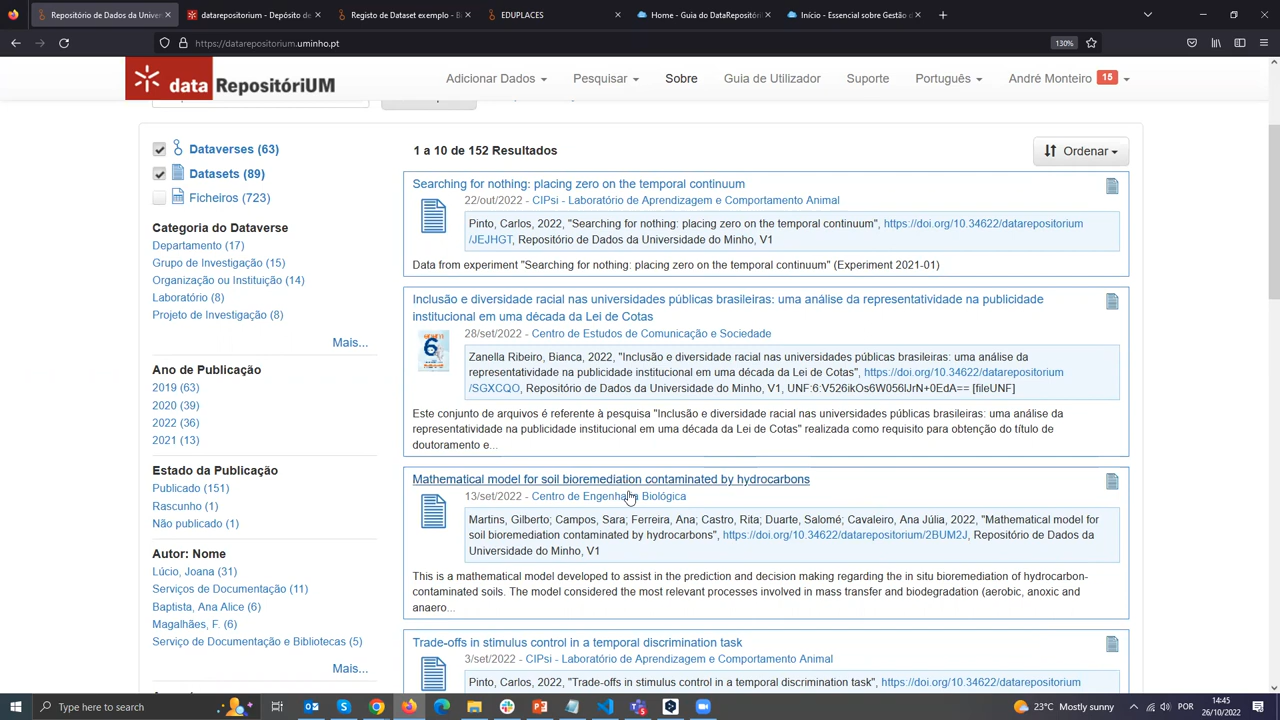 Repositório de Dados da Univer
datarepositorium - Depósito de
Registo de Dataset exemplo - B
EDUPLACES
Home - Guia do DataReposit
Início - Essencial sobre Gestão
https://datarepositorium.uminho.pt
130%
data RepositóriUM
Adicionar Dados
Pesquisar
Sobre
Guia de Utilizador
Suporte
Português
André Monteiro 15
Dataverses (63)
Datasets (89)
Ficheiros (723)
Categoria do Dataverse
Departamento (17)
Grupo de Investigação (15)
Organização ou Instituição (14)
Laboratório (8)
Projeto de Investigação (8)
Mais...
Ano de Publicação
2019 (63)
2020 (39)
2022 (36)
2021 (13)
Estado da Publicação
Publicado (151)
Rascunho (1)
Não publicado (1)
Autor: Nome
Lúcio, Joana (31)
Serviços de Documentação (11)
Baptista, Ana Alice (6)
Magalhães, F. (6)
Serviço de Documentação e Bibliotecas (5)
Mais...
1 a 10 de 152 Resultados
Ordenar
Searching for nothing: placing zero on the temporal continuum
22/out/2022 - CIPsi - Laboratório de Aprendizagem e Comportamento Animal
Pinto, Carlos, 2022, "Searching for nothing: placing zero on the temporal continuum", https://doi.org/10.34622/datarepositorium
/JEJHGT, Repositório de Dados da Universidade do Minho, V1
Data from experiment "Searching for nothing: placing zero on the temporal continuum" (Experiment 2021-01)
Inclusão e diversidade racial nas universidades públicas brasileiras: uma análise da representatividade na publicidade
institucional em uma década da Lei de Cotas
28/set/2022 - Centro de Estudos de Comunicação e Sociedade
Zanella Ribeiro, Bianca, 2022, "Inclusão e diversidade racial nas universidades públicas brasileiras: uma análise da
representatividade na publicidade institucional em uma década da Lei de Cotas", https://doi.org/10.34622/datarepositorium
/SGXCQO, Repositório de Dados da Universidade do Minho, V1, UNF:6:V526ikOs6W056lJrN+0EdA== [fileUNF]
Este conjunto de arquivos é referente à pesquisa "Inclusão e diversidade racial nas universidades públicas brasileiras: uma análise da
representatividade na publicidade institucional em uma década da Lei de Cotas" realizada como requisito para obtenção do título de
doutoramento e...
Mathematical model for soil bioremediation contaminated by hydrocarbons
13/set/2022 - Centro de Engenharia Biológica
Martins, Gilberto; Campos, Sara; Ferreira, Ana; Castro, Rita; Duarte, Salomé; Cavaleiro, Ana Júlia, 2022, "Mathematical model for
soil bioremediation contaminated by hydrocarbons", https://doi.org/10.34622/datarepositorium/2BUM2J, Repositório de Dados da
Universidade do Minho, V1
This is a mathematical model developed to assist in the prediction and decision making regarding the in situ bioremediation of hydrocarbon-
contaminated soils. The model considered the most relevant processes involved in mass transfer and biodegradation (aerobic, anoxic and
anaero...
Trade-offs in stimulus control in a temporal discrimination task
3/set/2022 - CIPsi - Laboratório de Aprendizagem e Comportamento Animal
Pinto, Carlos, 2022, "Trade-offs in stimulus control in a temporal discrimination task", https://doi.org/10.34622/datarepositorium
Type here to search
23°C Mostly sunny
POR
14:45
26/10/2022